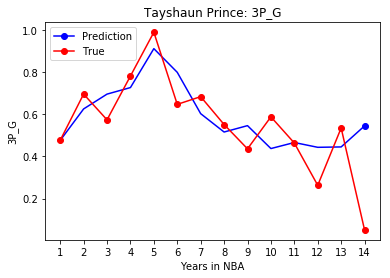 Tayshaun Prince: 3P_G
Prediction
True
1.0
0.8
0.6
0.4
0.2
3P_G
1 2 3 4 5 6 7 8 9 10 11 12 13 14
Years in NBA